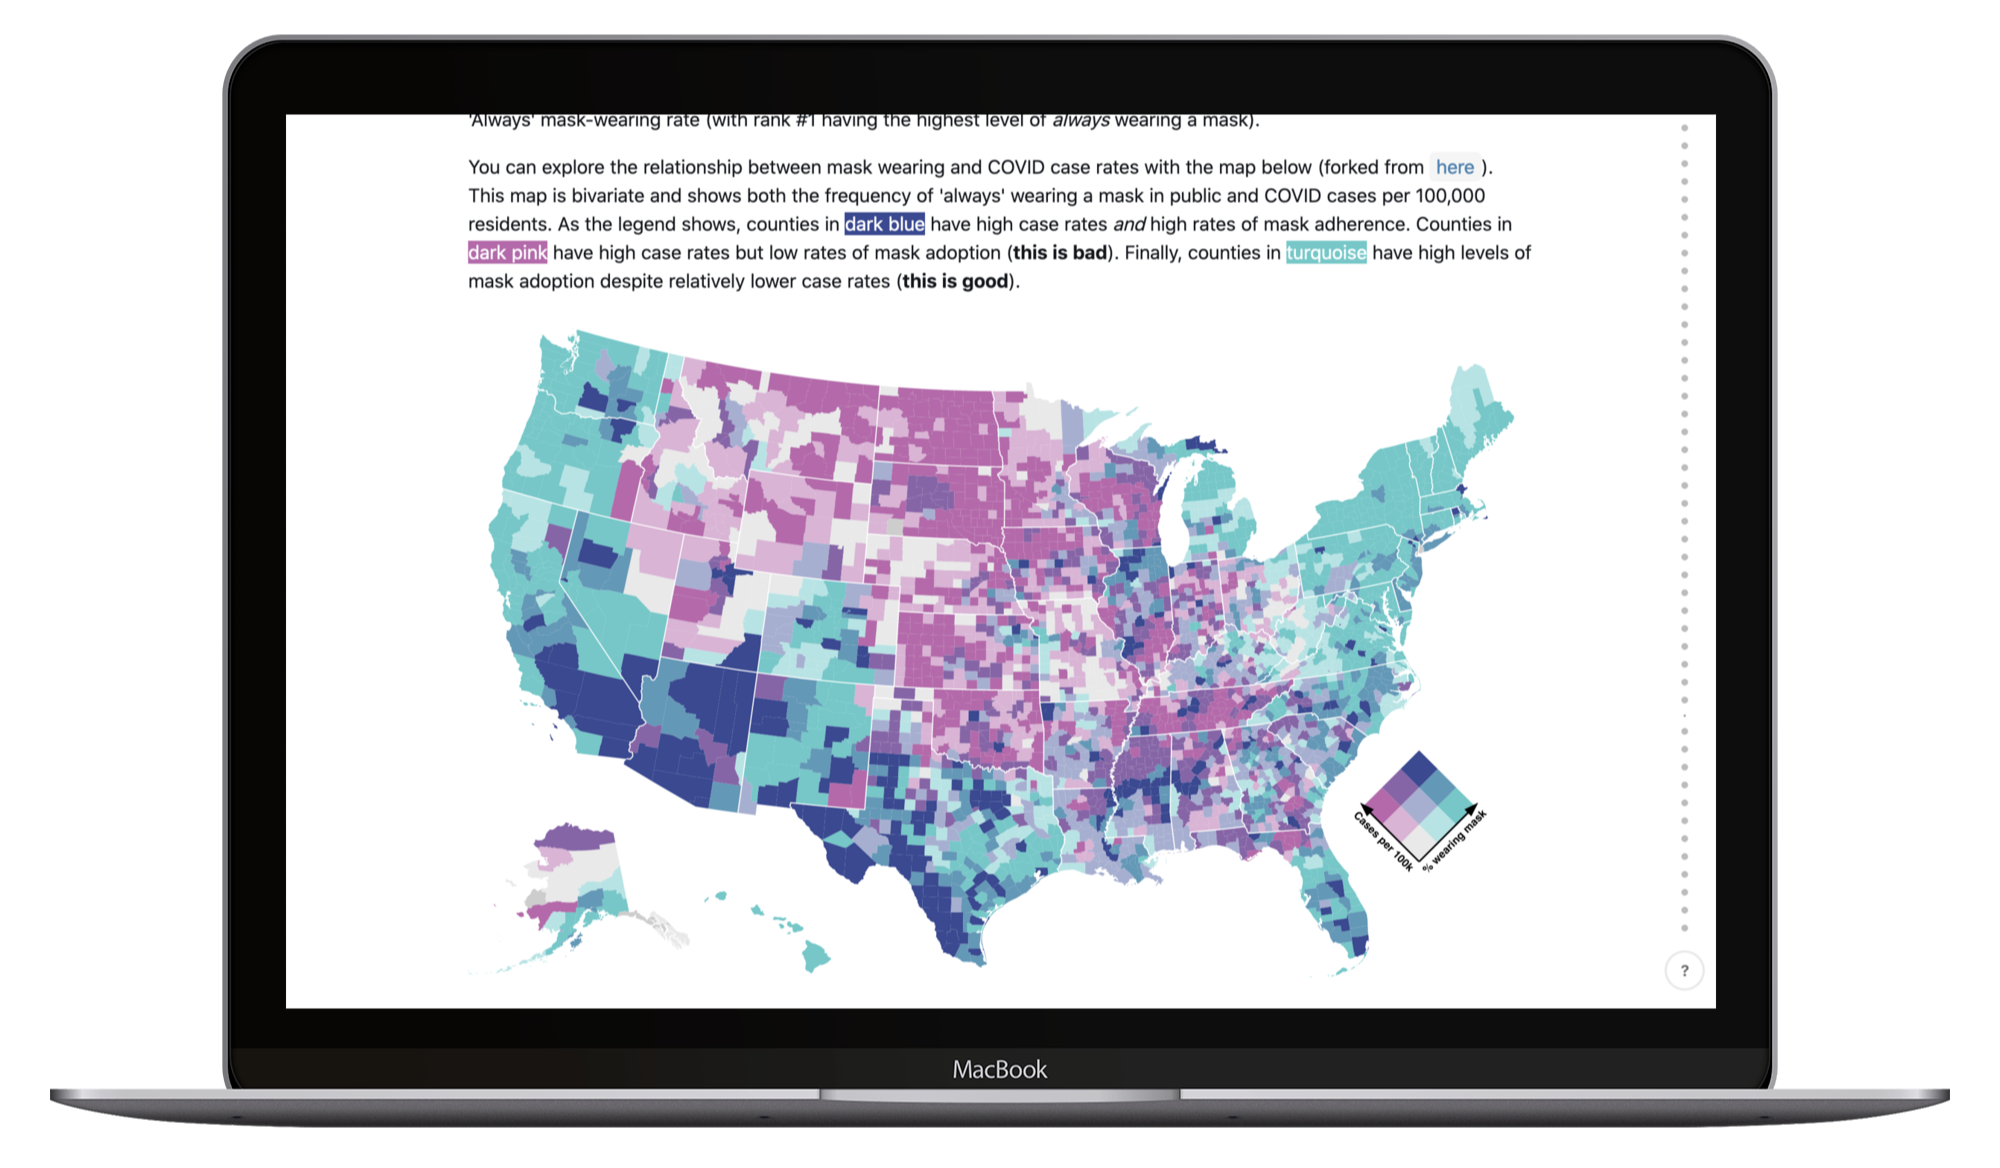 'Always' mask-wearing rate (with rank #1 having the highest level of always wearing a mask).
You can explore the relationship between mask wearing and COVID case rates with the map below (forked from here ).
This map is bivariate and shows both the frequency of 'always' wearing a mask in public and COVID cases per 100,000
residents. As the legend shows, counties in dark blue have high case rates and high rates of mask adherence. Counties in
dark pink have high case rates but low rates of mask adoption (this is bad). Finally, counties in turquoise have high levels of
mask adoption despite relatively lower case rates (this is good).
Cases per 100k
% wearing mask
?
MacBook